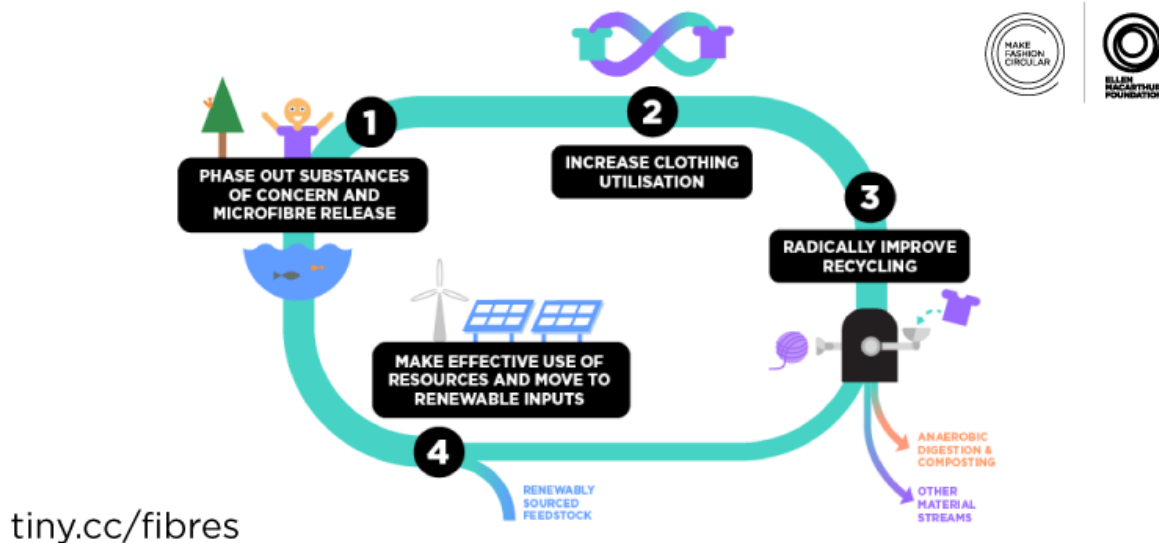 MAKE
FASHION
CIRCULAR
ELLEN
MACARTHUR
FOUNDATION
1
PHASE OUT SUBSTANCES
OF CONCERN AND
MICROFIBRE RELEASE
2
INCREASE CLOTHING
UTILISATION
3
RADICALLY IMPROVE
RECYCLING
MAKE EFFECTIVE USE OF
RESOURCES AND MOVE TO
RENEWABLE INPUTS
4
RENEWABLY
SOURCED
FEEDSTOCK
ANAEROBIC
DIGESTION &
COMPOSTING
OTHER
MATERIAL
STREAMS
tiny.cc/fibres